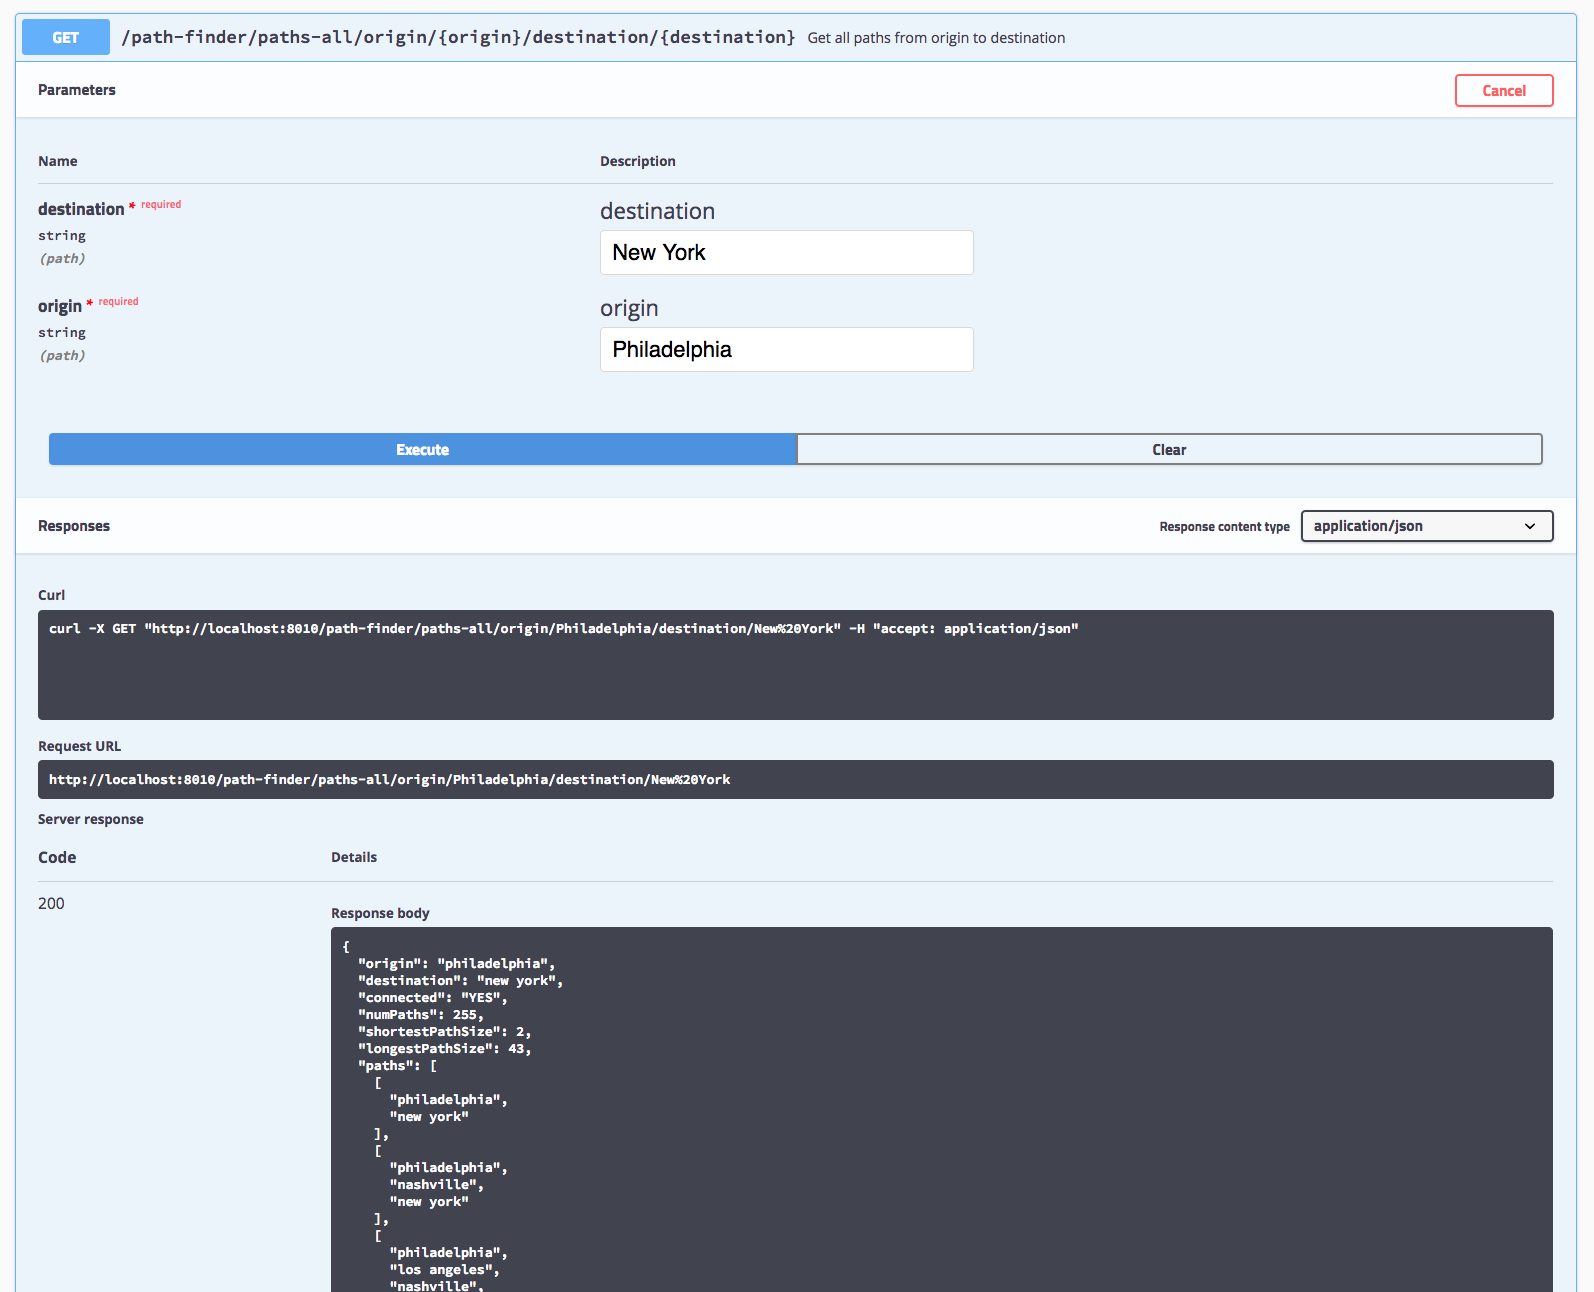 GET /path-finder/paths-all/origin/{origin}/destination/{destination} Get all paths from origin to destination
Parameters Cancel
Name Description
destination * required destination
string New York
(path)
origin * required origin
string Philadelphia
(path)
Execute Clear
Responses Response content type application/json
Curl
curl -X GET "http://localhost:8010/path-finder/paths-all/origin/Philadelphia/destination/New%20York" -H "accept: application/json"
Request URL
http://localhost:8010/path-finder/paths-all/origin/Philadelphia/destination/New%20York
Server response
Code Details
200
Response body
{
"origin": "philadelphia",
"destination": "new york",
"connected": "YES",
"numPaths": 255,
"shortestPathSize": 2,
"longestPathSize": 43,
"paths": [
[
"philadelphia",
"new york"
],
[
"philadelphia",
"nashville",
"new york"
],
[
"philadelphia",
"los angeles",
"nashville",